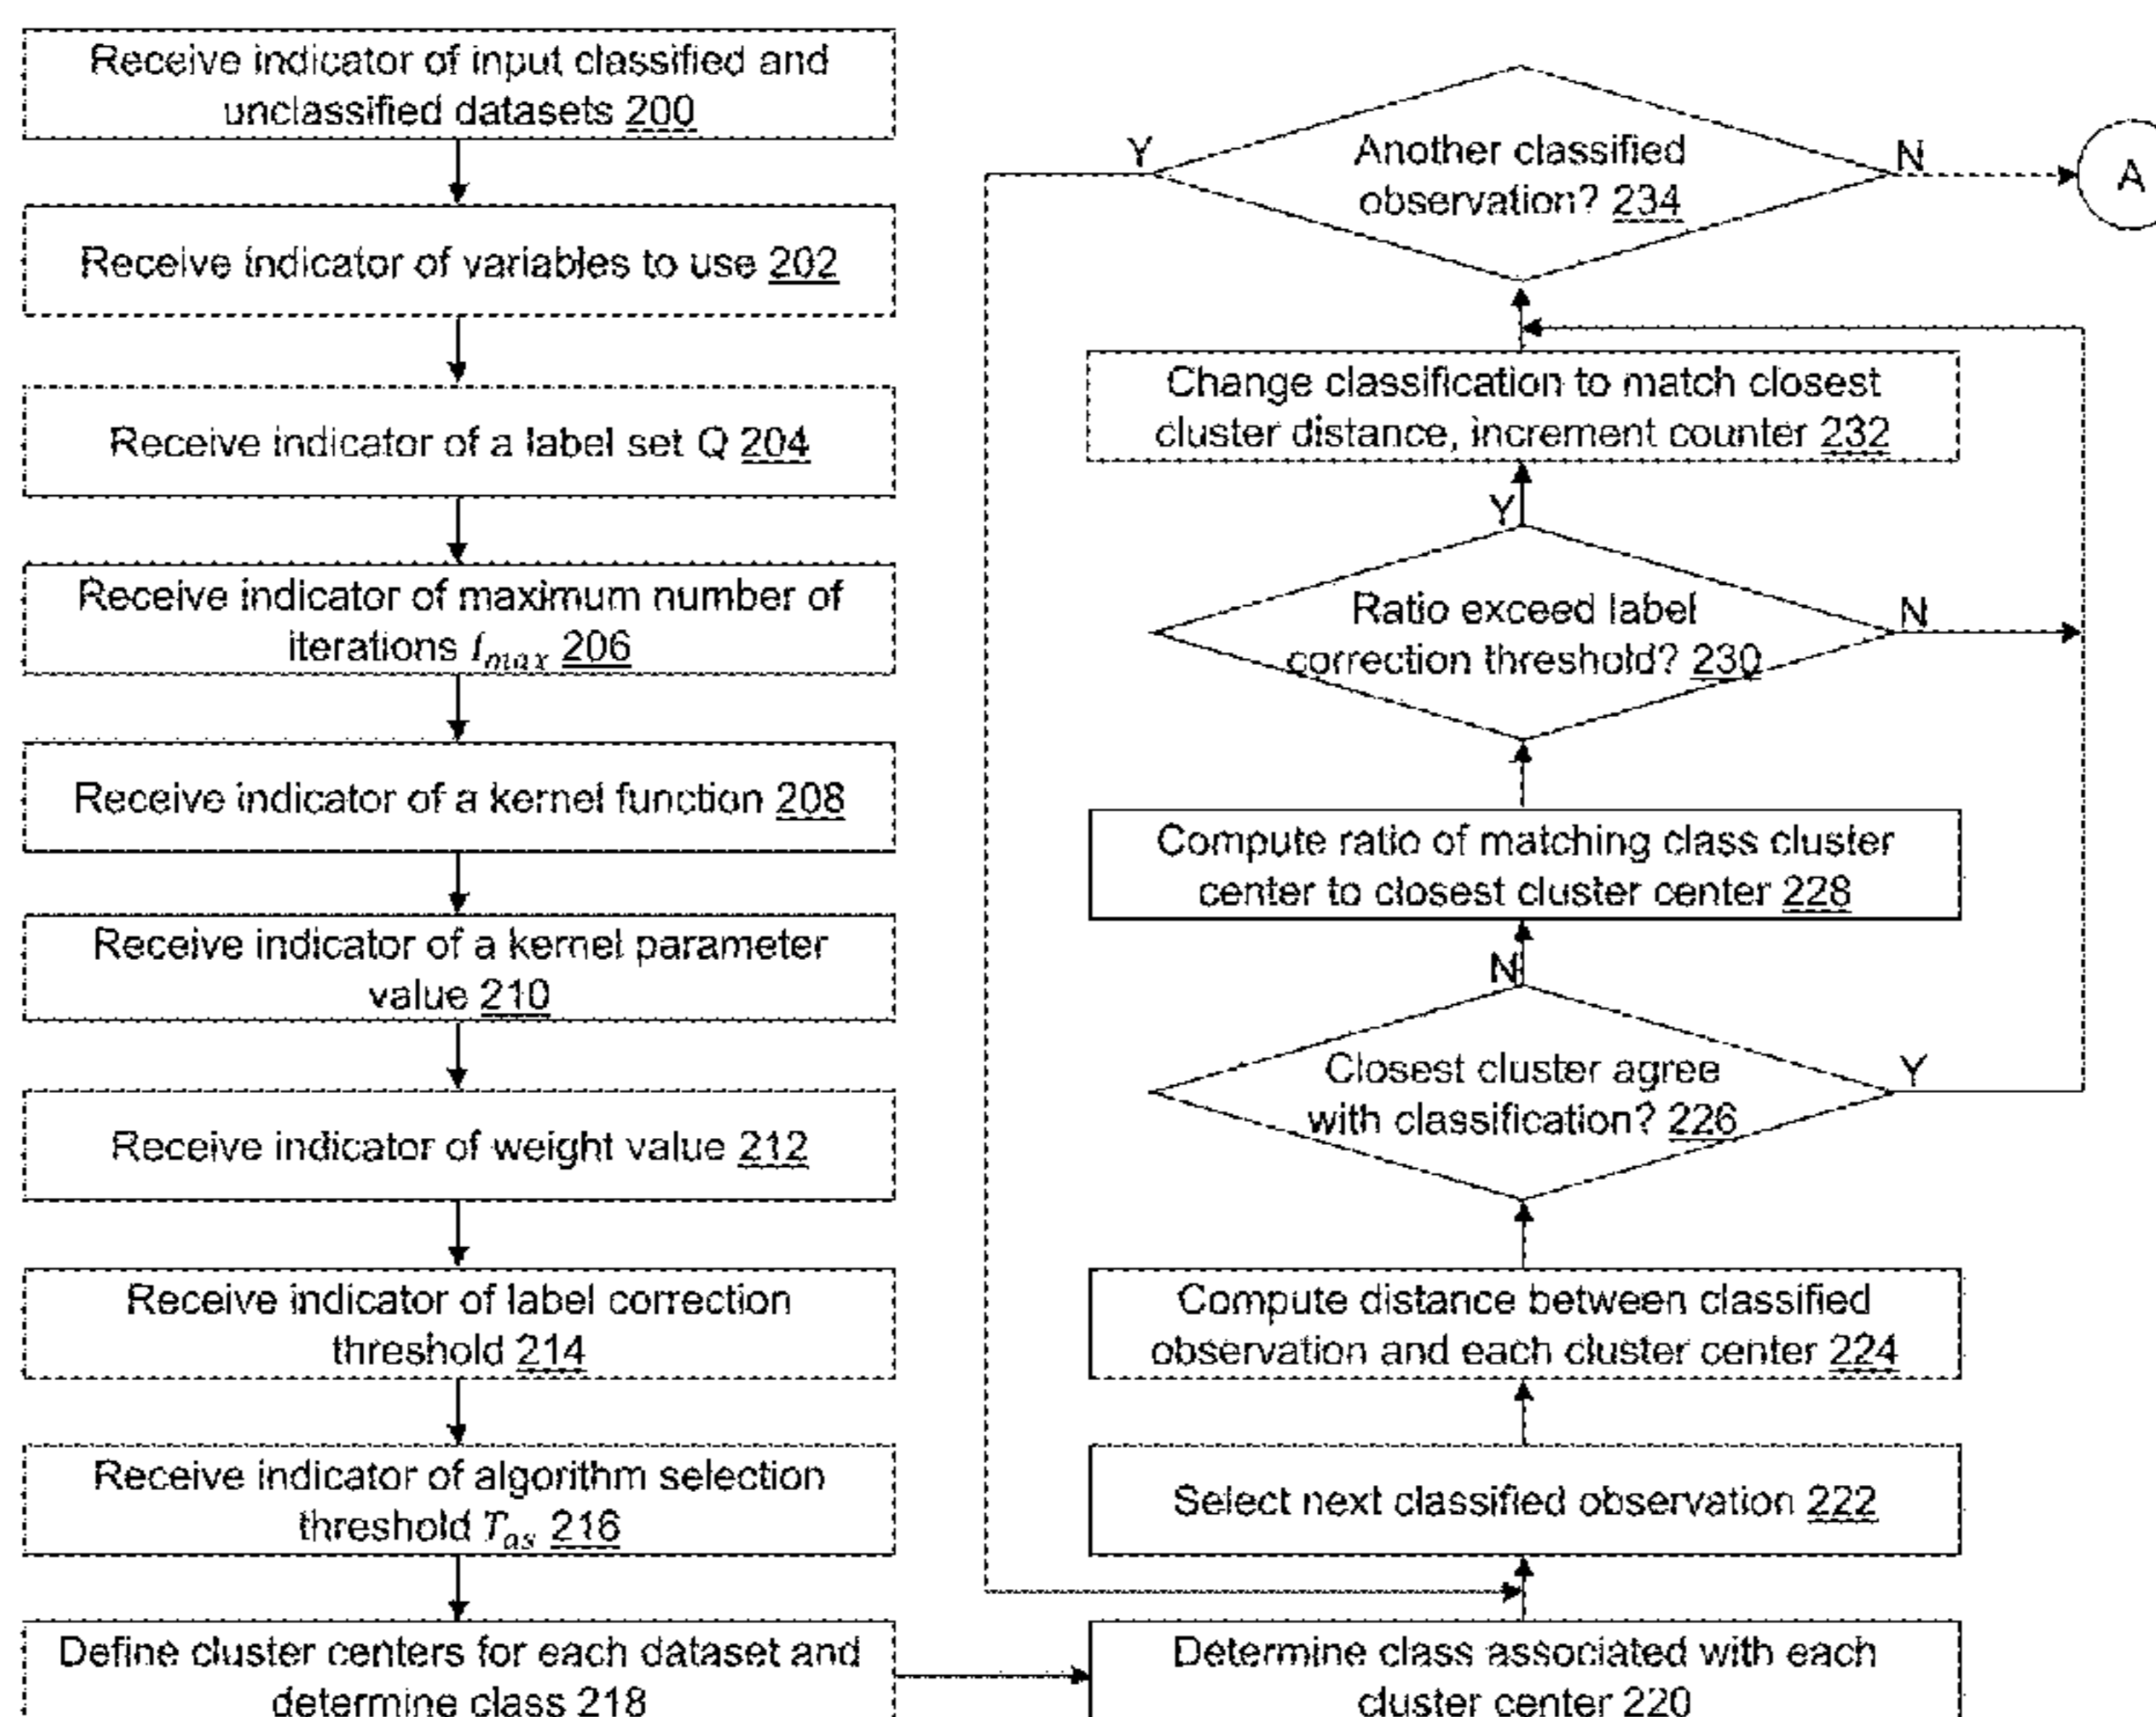 Receive indicator of input classified and
unclassified datasets 200
Receive indicator of variables to use 202
Receive indicator of a label set Q 204
Receive indicator of maximum number of
iterations Imax 206
Receive indicator of a kernel function 208
Receive indicator of a kernel parameter
value 210
Receive indicator of weight value 212
Receive indicator of label correction
threshold 214
Receive indicator of algorithm selection
threshold Tas 216
Define cluster centers for each dataset and
determine class 218
Y
Another classified
observation? 234
N
A
Change classification to match closest
cluster distance, increment counter 232
Y
Ratio exceed label
correction threshold? 230
N
Compute ratio of matching class cluster
center to closest cluster center 228
N
Closest cluster agree
with classification? 226
Y
Compute distance between classified
observation and each cluster center 224
Select next classified observation 222
Determine class associated with each
cluster center 220